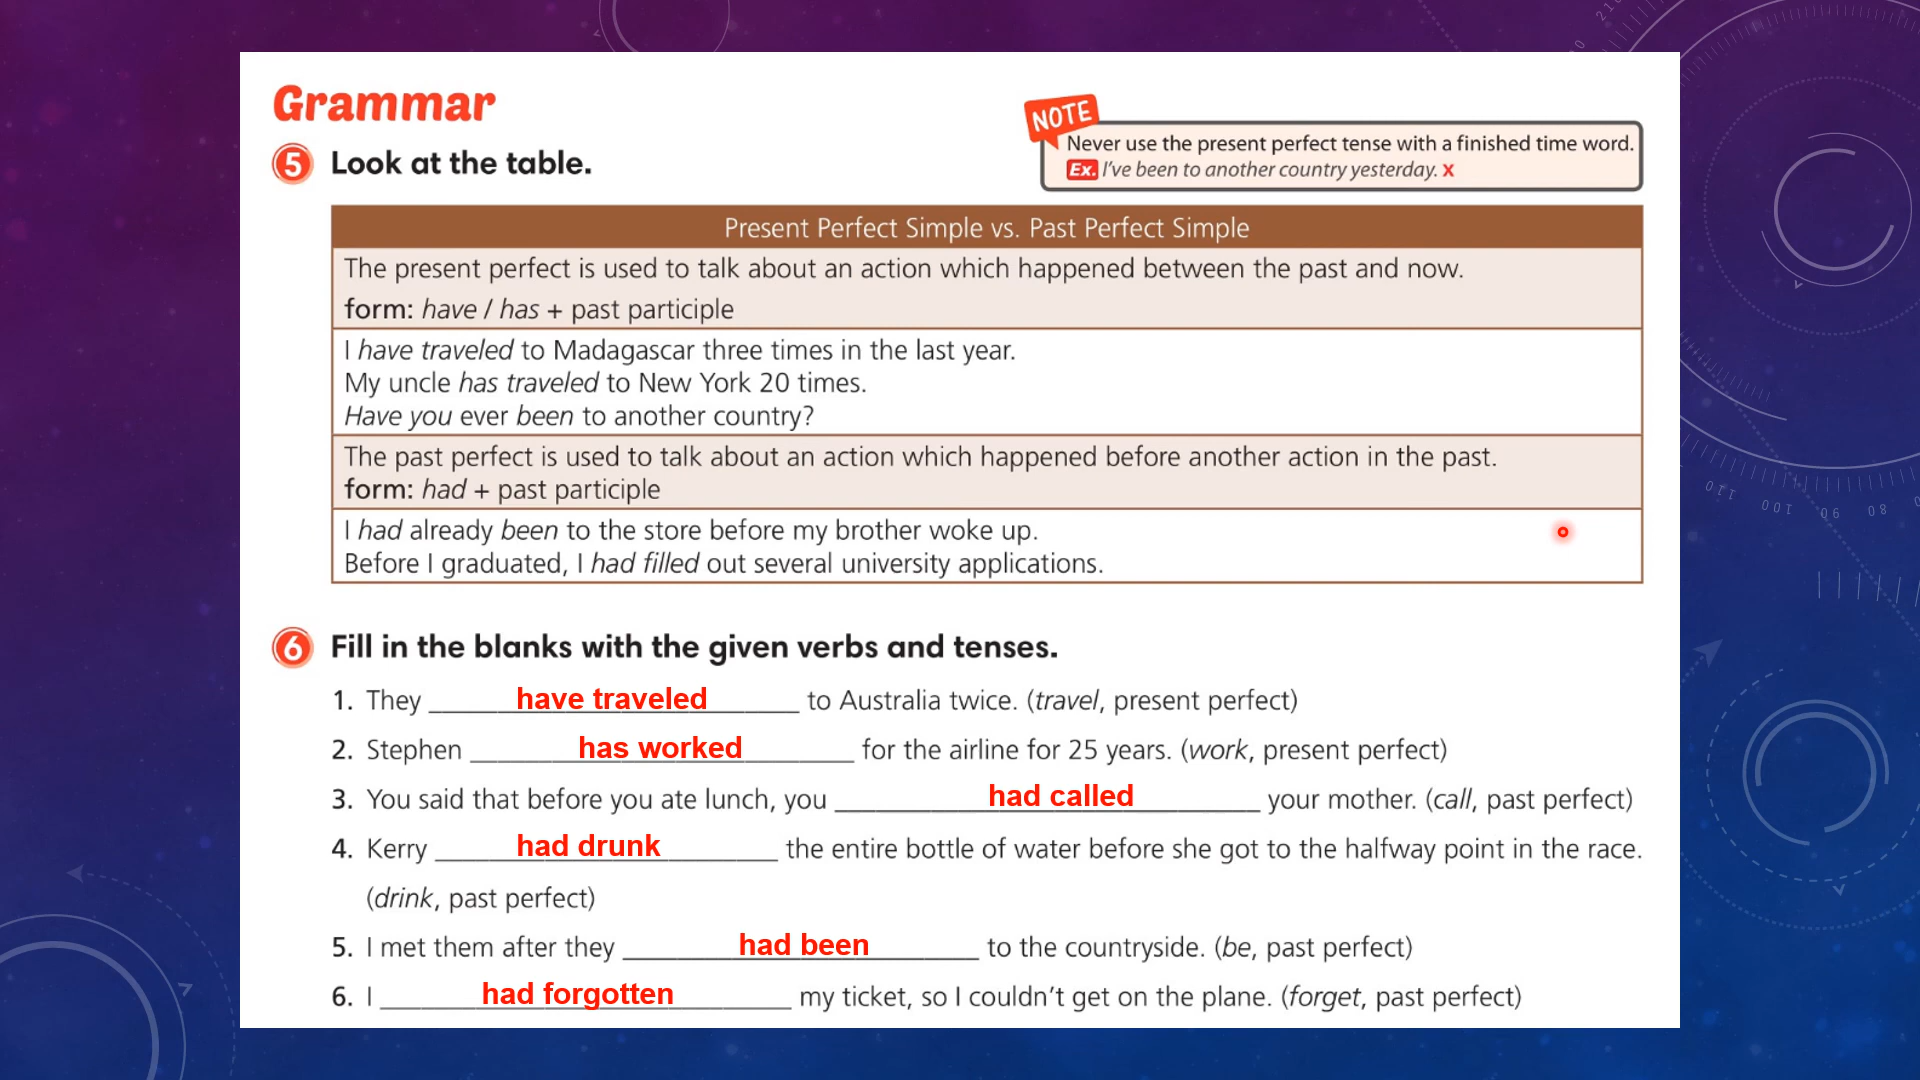 Grammar
NOTE
Never use the present perfect tense with a finished time word.
Ex. I've been to another country yesterday. x
5 Look at the table.
Present Perfect Simple vs. Past Perfect Simple
The present perfect is used to talk about an action which happened between the past and now.
form: have / has + past participle
I have traveled to Madagascar three times in the last year.
My uncle has traveled to New York 20 times.
Have you ever been to another country?
The past perfect is used to talk about an action which happened before another action in the past.
form: had + past participle
I had already been to the store before my brother woke up.
Before I graduated, I had filled out several university applications.
6 Fill in the blanks with the given verbs and tenses.
1. They have traveled to Australia twice. (travel, present perfect)
2. Stephen has worked for the airline for 25 years. (work, present perfect)
3. You said that before you ate lunch, you had called your mother. (call, past perfect)
4. Kerry had drunk the entire bottle of water before she got to the halfway point in the race.
(drink, past perfect)
5. I met them after they had been to the countryside. (be, past perfect)
6. I had forgotten my ticket, so I couldn't get on the plane. (forget, past perfect)
110
100
90
80